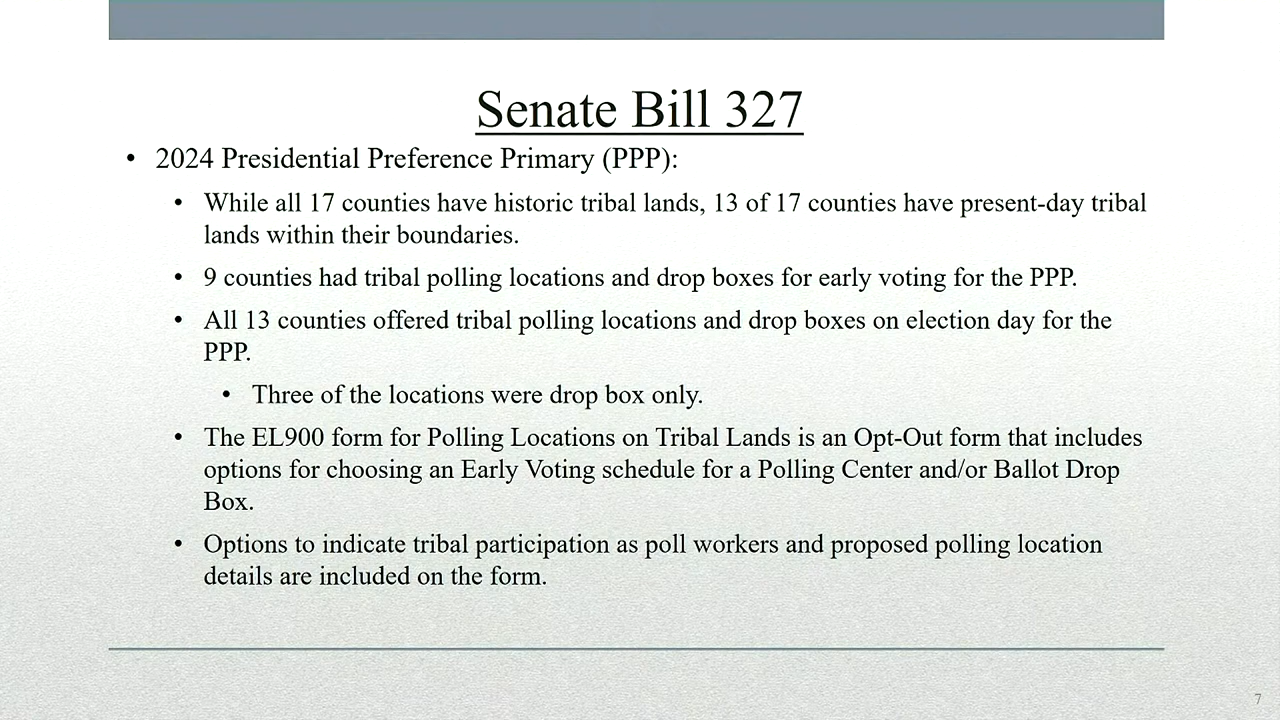 Senate Bill 327
• 2024 Presidential Preference Primary (PPP):
• While all 17 counties have historic tribal lands, 13 of 17 counties have present-day tribal
lands within their boundaries.
• 9 counties had tribal polling locations and drop boxes for early voting for the PPP.
• All 13 counties offered tribal polling locations and drop boxes on election day for the
PPP.
• Three of the locations were drop box only.
• The EL900 form for Polling Locations on Tribal Lands is an Opt-Out form that includes
options for choosing an Early Voting schedule for a Polling Center and/or Ballot Drop
Box.
• Options to indicate tribal participation as poll workers and proposed polling location
details are included on the form.
7